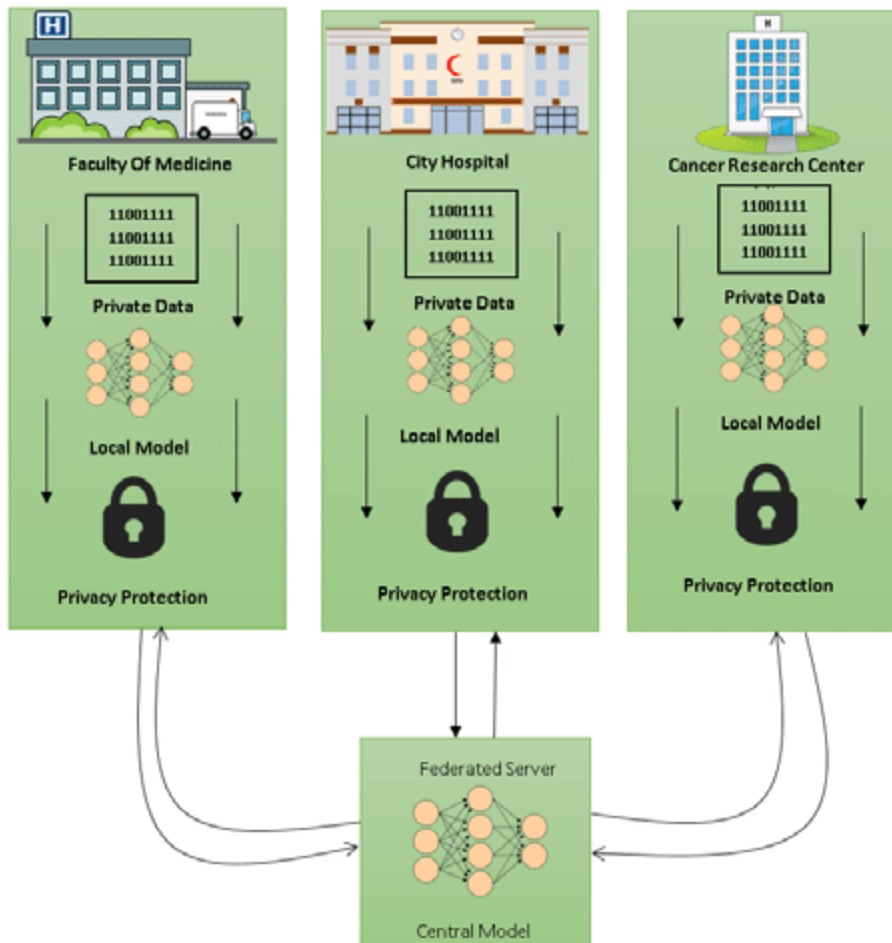 H
Faculty Of Medicine
11001111
11001111
11001111
Private Data
Local Model
Privacy Protection
City Hospital
11001111
11001111
11001111
Private Data
Local Model
Privacy Protection
H
Cancer Research Center
11001111
11001111
11001111
Private Data
Local Model
Privacy Protection
Federated Server
Central Model